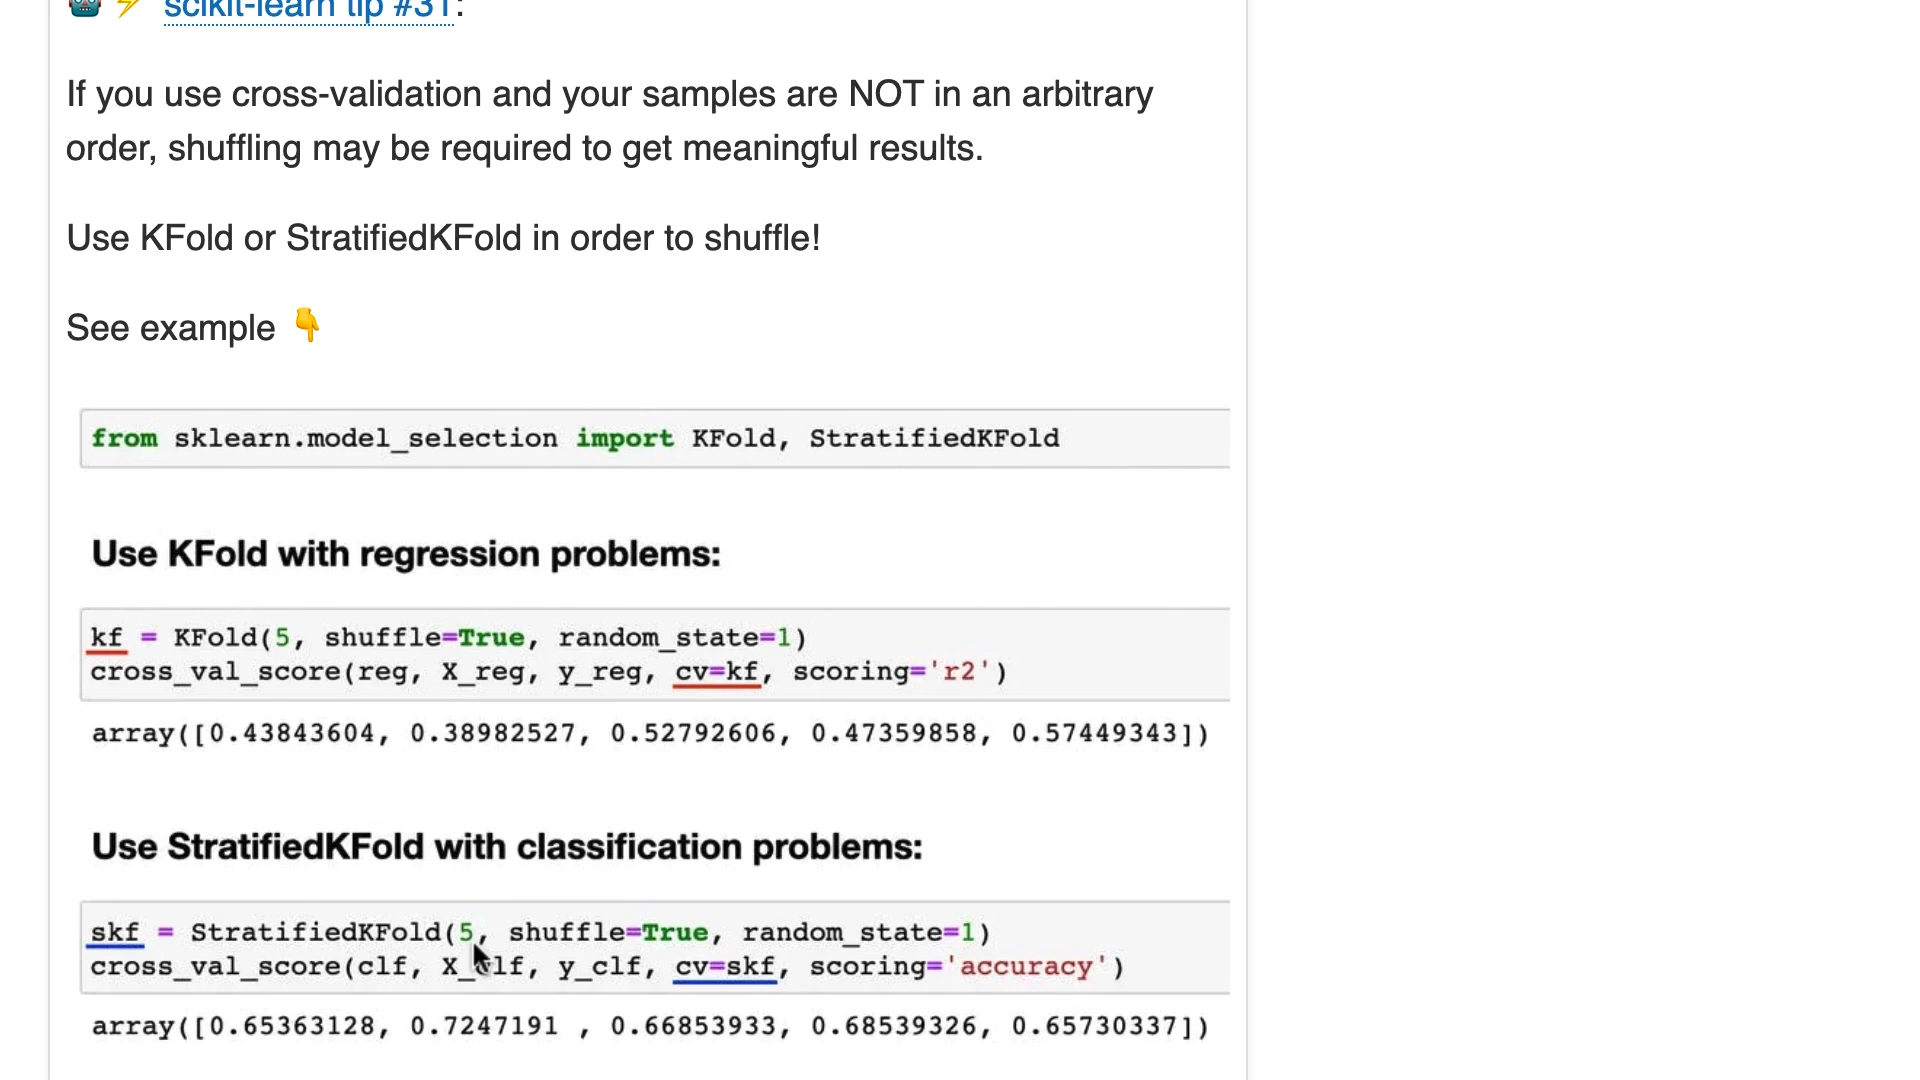 scikit-learn tip #31:
If you use cross-validation and your samples are NOT in an arbitrary
order, shuffling may be required to get meaningful results.
Use KFold or StratifiedKFold in order to shuffle!
See example 👇
from sklearn.model_selection import KFold, StratifiedKFold
Use KFold with regression problems:
kf = KFold(5, shuffle=True, random_state=1)
cross_val_score(reg, X_reg, y_reg, cv=kf, scoring='r2')
array([0.43843604, 0.38982527, 0.52792606, 0.47359858, 0.57449343])
Use StratifiedKFold with classification problems:
skf = StratifiedKFold(5, shuffle=True, random_state=1)
cross_val_score(clf, X_clf, y_clf, cv=skf, scoring='accuracy')
array([0.65363128, 0.7247191 , 0.66853933, 0.68539326, 0.65730337])